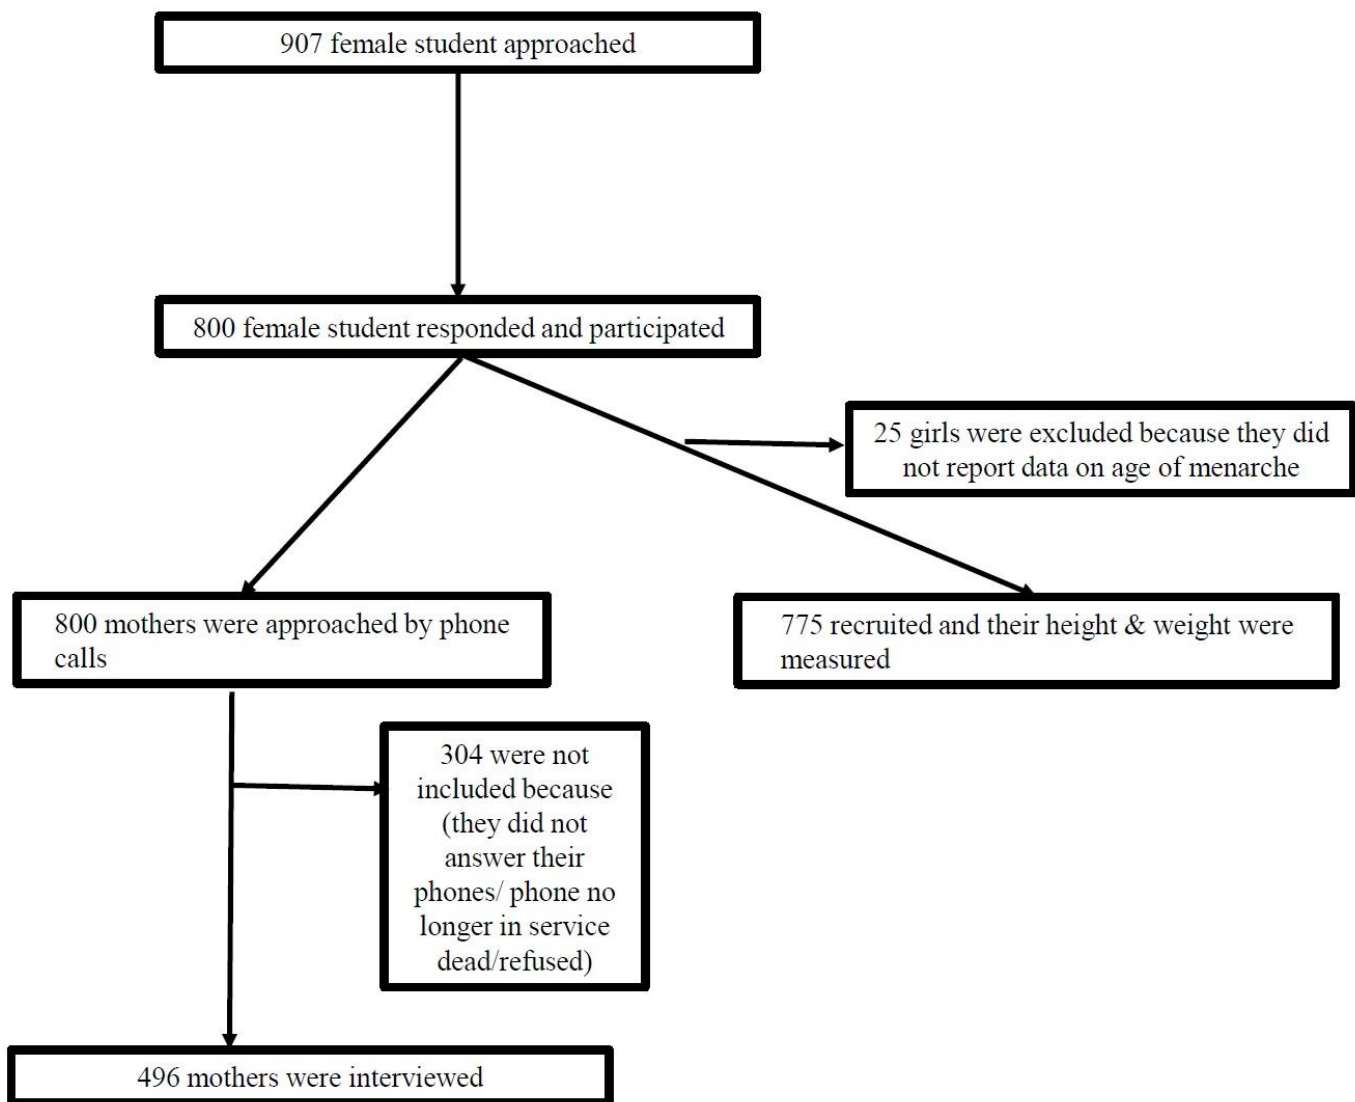 907 female student approached
800 female student responded and participated
25 girls were excluded because they did
not report data on age of menarche
800 mothers were approached by phone
calls
775 recruited and their height & weight were
measured
304 were not
included because
(they did not
answer their
phones/ phone no
longer in service
dead/refused)
496 mothers were interviewed